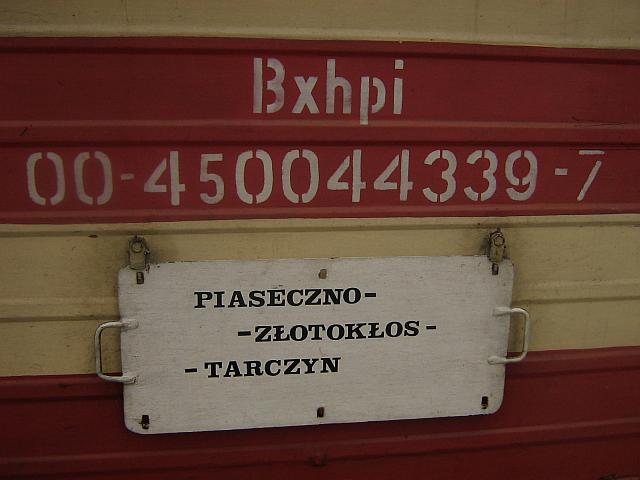 Bxhpi
00-450044339-7
PIASECZNO-
-ZŁOTOKŁOS-
-TARCZYN